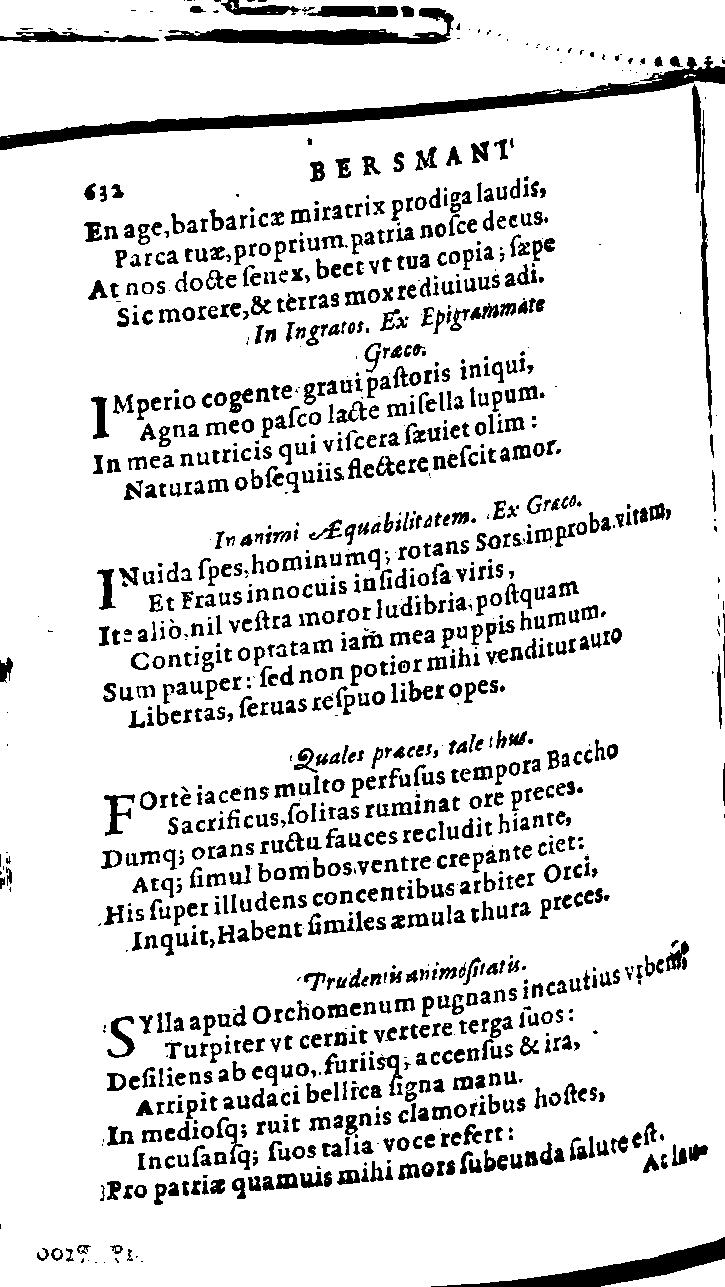 632 BERSMANI
En age, barbaricæ miratrix prodiga laudis,
Parca tuæ, proprium patria nosce decus.
At nos docte senex, beet vt tua copia; sæpe
Sic morere, & terras mox rediuiuus adi.
In Ingratos. Ex Epigrammate
Græco.
IMperio cogente graui pastoris iniqui,
Agna meo pasco lacte misella lupum.
In mea nutricis qui viscera sæuiet olim:
Naturam obsequiis flectere nescit amor.
In animi Æquabilitatem. Ex Græco.
INuida spes, hominumq; rotans Sors improba vitam,
Et Fraus innocuis insidiosa viris,
Ite aliò, nil vestra moror ludibria, postquam
Contigit optatam iam mea puppis humum.
Sum pauper: sed non potior mihi venditur auro
Libertas, seruas respuo liber opes.
Quales præces, tale thus.
FOrtè iacens multo perfusus tempora Baccho
Sacrificus, solitas ruminat ore preces.
Dumq; orans ructu fauces recludit hiante,
Atq; simul bombos ventre crepante ciet:
His super illudens concentibus arbiter Orci,
Inquit, Habent similes æmula thura preces.
Prudentis animositatis.
SYlla apud Orchomenum pugnans incautius vrbem,
Turpiter vt cernit vertere terga suos:
Desiliens ab equo, furiisq; accensus & ira,
Arripit audaci bellica signa manu.
In mediosq; ruit magnis clamoribus hostes,
Incusansq; suos talia voce refert:
Pro patriæ quamuis mihi mors subeunda salute est.